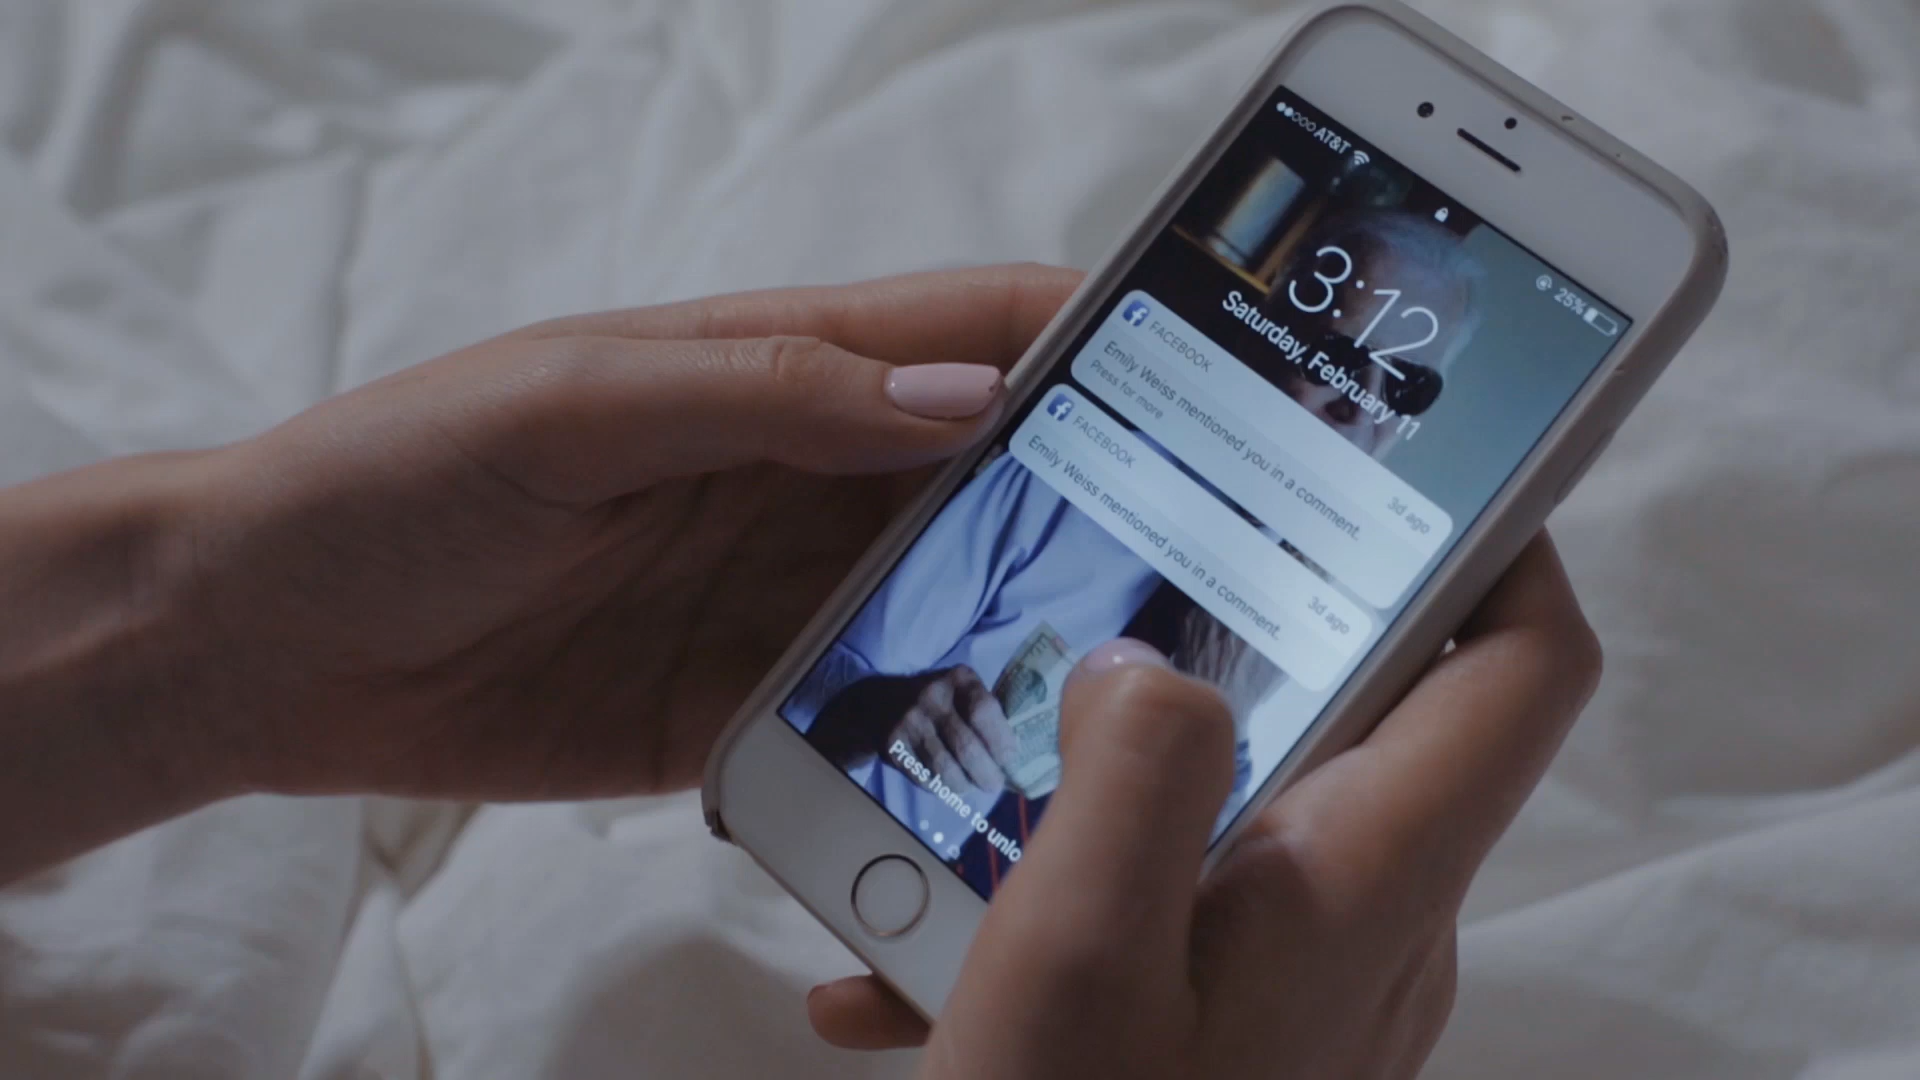 AT&T
25%
3:12
Saturday, February 11
FACEBOOK
3d ago
Emily Weiss mentioned you in a comment.
Press for more
FACEBOOK
3d ago
Emily Weiss mentioned you in a comment.
Press home to unlo